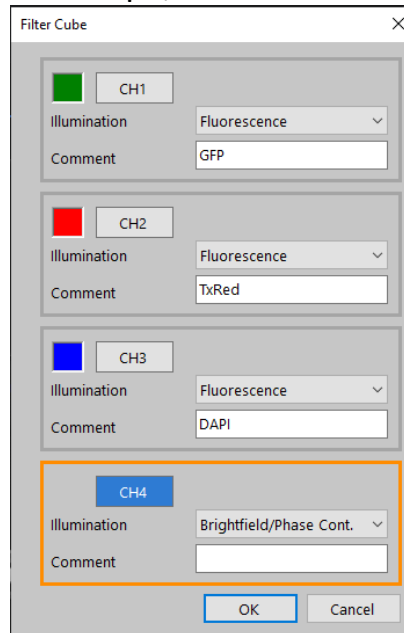 Filter Cube
CH1
Illumination Fluorescence
Comment GFP
CH2
Illumination Fluorescence
Comment TxRed
CH3
Illumination Fluorescence
Comment DAPI
CH4
Illumination Brightfield/Phase Cont.
Comment
OK Cancel